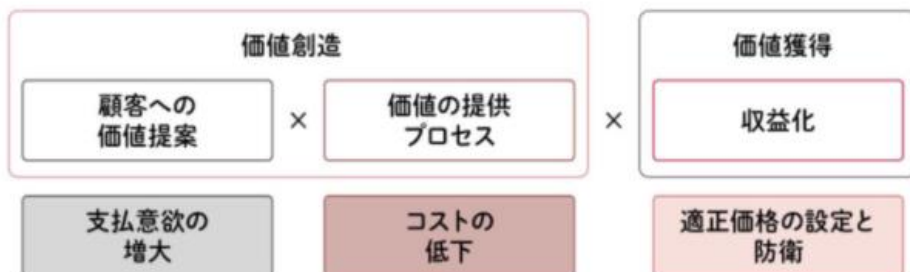 価値創造
価値獲得
顧客への
価値提案
×
価値の提供
プロセス
×
収益化
支払意欲の
増大
コストの
低下
適正価格の設定と
防衛